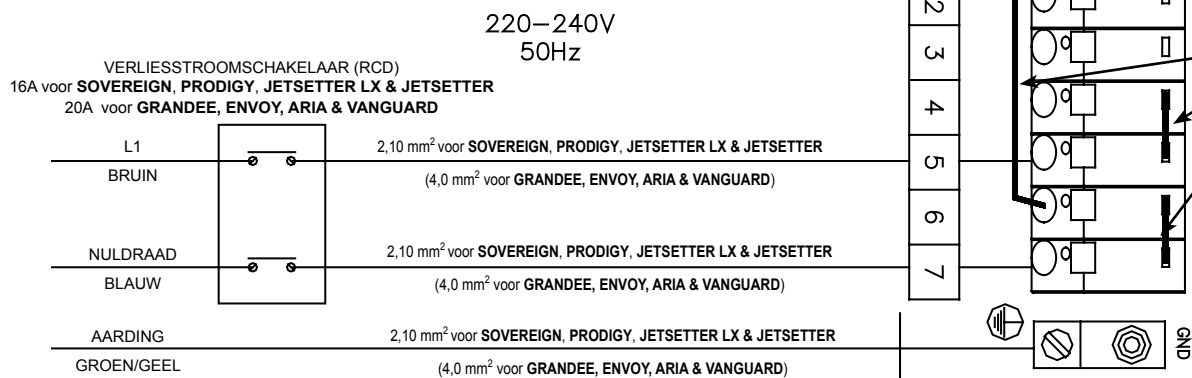 220–240V
50Hz
VERLIESSTROOMSCHAKELAAR (RCD)
16A voor SOVEREIGN, PRODIGY, JETSETTER LX & JETSETTER
20A voor GRANDEE, ENVOY, ARIA & VANGUARD
L1
BRUIN
2,10 mm² voor SOVEREIGN, PRODIGY, JETSETTER LX & JETSETTER
(4,0 mm² voor GRANDEE, ENVOY, ARIA & VANGUARD)
NULDRAAD
BLAUW
2,10 mm² voor SOVEREIGN, PRODIGY, JETSETTER LX & JETSETTER
(4,0 mm² voor GRANDEE, ENVOY, ARIA & VANGUARD)
AARDING
GROEN/GEEL
2,10 mm² voor SOVEREIGN, PRODIGY, JETSETTER LX & JETSETTER
(4,0 mm² voor GRANDEE, ENVOY, ARIA & VANGUARD)
2
3
4
5
6
7
GND